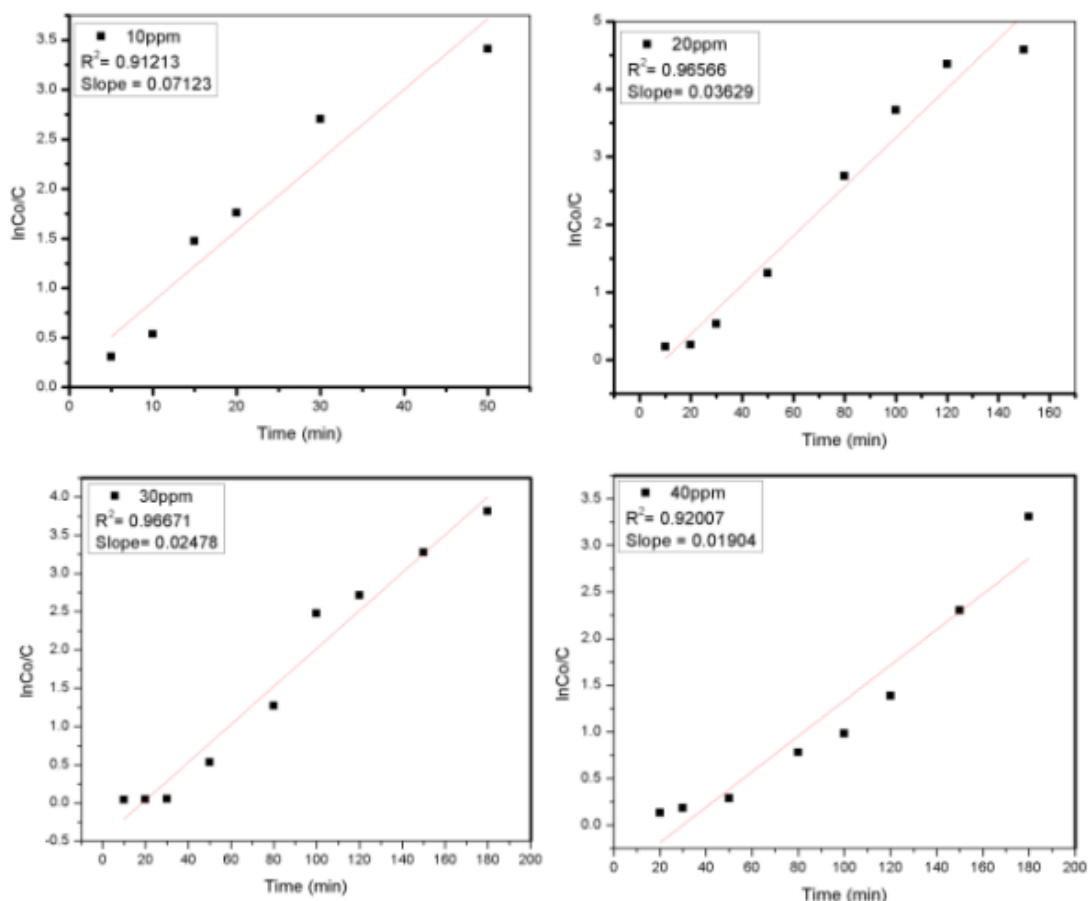 10ppm
R²= 0.91213
Slope = 0.07123
3.5
3.0
2.5
2.0
1.5
1.0
0.5
0.0
lnCo/C
0 10 20 30 40 50
Time (min)
20ppm
R²= 0.96566
Slope= 0.03629
5
4
3
2
1
0
lnCo/C
0 20 40 60 80 100 120 140 160
Time (min)
30ppm
R²= 0.96671
Slope= 0.02478
4.0
3.5
3.0
2.5
2.0
1.5
1.0
0.5
0.0
-0.5
lnCo/C
0 20 40 60 80 100 120 140 160 180 200
Time (min)
40ppm
R²= 0.92007
Slope = 0.01904
3.5
3.0
2.5
2.0
1.5
1.0
0.5
0.0
lnCo/C
0 20 40 60 80 100 120 140 160 180 200
Time (min)